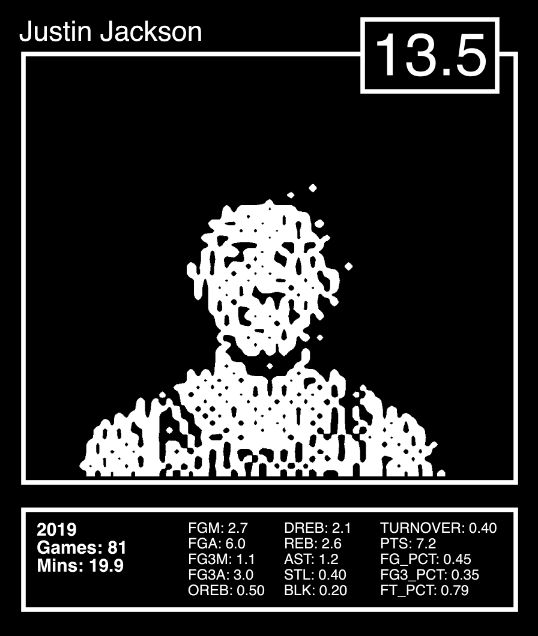 Justin Jackson
13.5
2019
Games: 81
Mins: 19.9
FGM: 2.7
FGA: 6.0
FG3M: 1.1
FG3A: 3.0
OREB: 0.50
DREB: 2.1
REB: 2.6
AST: 1.2
STL: 0.40
BLK: 0.20
TURNOVER: 0.40
PTS: 7.2
FG_PCT: 0.45
FG3_PCT: 0.35
FT_PCT: 0.79